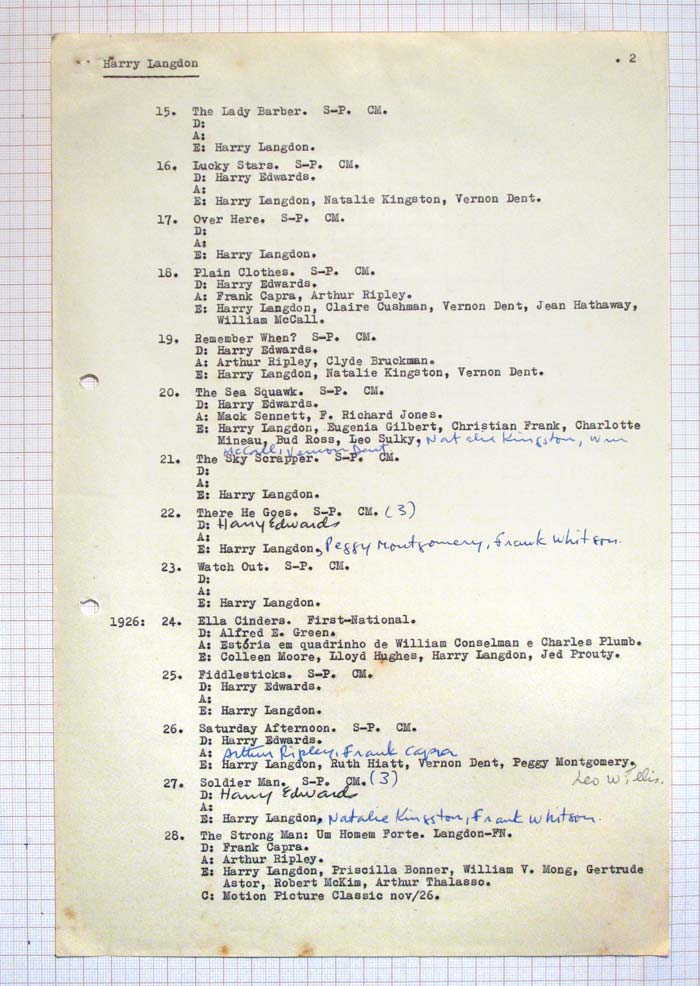 Harry Langdon
. 2
15. The Lady Barber. S-P. CM.
D:
A:
E: Harry Langdon.
16. Lucky Stars. S-P. CM.
D: Harry Edwards.
A:
E: Harry Langdon, Natalie Kingston, Vernon Dent.
17. Over Here. S-P. CM.
D:
A:
E: Harry Langdon.
18. Plain Clothes. S-P. CM.
D: Harry Edwards.
A: Frank Capra, Arthur Ripley.
E: Harry Langdon, Claire Cushman, Vernon Dent, Jean Hathaway,
William McCall.
19. Remember When? S-P. CM.
D: Harry Edwards.
A: Arthur Ripley, Clyde Bruckman.
E: Harry Langdon, Natalie Kingston, Vernon Dent.
20. The Sea Squawk. S-P. CM.
D: Harry Edwards.
A: Mack Sennett, F. Richard Jones.
E: Harry Langdon, Eugenia Gilbert, Christian Frank, Charlotte
Mineau, Bud Ross, Leo Sulky, Natalie Kingston, Wm
McCall, Vernon Dent
21. The Sky Scrapper. S-P. CM.
D:
A:
E: Harry Langdon.
22. There He Goes. S-P. CM. (3)
D: Harry Edwards
A:
E: Harry Langdon, Peggy Montgomery, Frank Whitson.
23. Watch Out. S-P. CM.
D:
A:
E: Harry Langdon.
1926: 24. Ella Cinders. First-National.
D: Alfred E. Green.
A: Estória em quadrinho de William Conselman e Charles Plumb.
E: Colleen Moore, Lloyd Hughes, Harry Langdon, Jed Prouty.
25. Fiddlesticks. S-P. CM.
D: Harry Edwards.
A:
E: Harry Langdon.
26. Saturday Afternoon. S-P. CM.
D: Harry Edwards.
A: Arthur Ripley, Frank Capra
E: Harry Langdon, Ruth Hiatt, Vernon Dent, Peggy Montgomery,
Leo Willis.
27. Soldier Man. S-P. CM. (3)
D: Harry Edwards
A:
E: Harry Langdon, Natalie Kingston, Frank Whitson.
28. The Strong Man: Um Homem Forte. Langdon-FN.
D: Frank Capra.
A: Arthur Ripley.
E: Harry Langdon, Priscilla Bonner, William V. Mong, Gertrude
Astor, Robert McKim, Arthur Thalasso.
C: Motion Picture Classic nov/26.